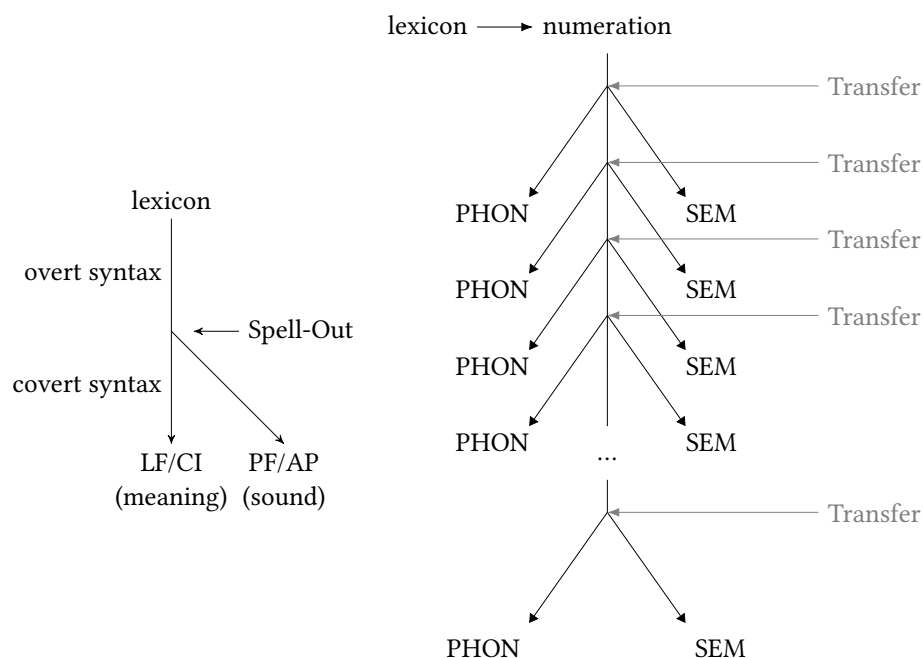 lexicon
overt syntax
Spell-Out
covert syntax
LF/CI
(meaning)
PF/AP
(sound)
lexicon
numeration
Transfer
Transfer
PHON
SEM
Transfer
PHON
SEM
Transfer
PHON
SEM
PHON
SEM
...
Transfer
PHON
SEM